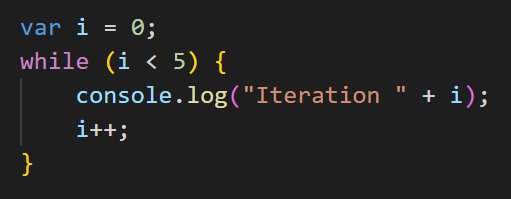 var i = 0;
while (i < 5) {
    console.log("Iteration " + i);
    i++;
}